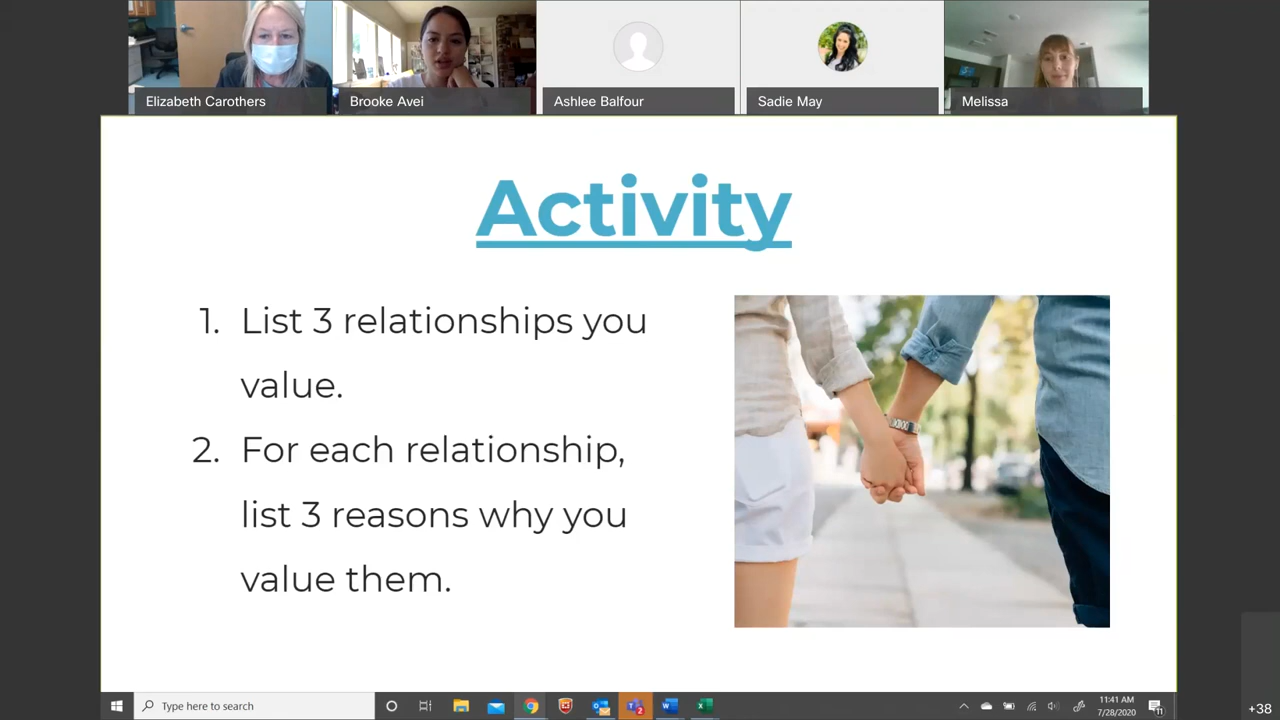 Elizabeth Carothers
Brooke Avei
Ashlee Balfour
Sadie May
Melissa
Activity
1. List 3 relationships you
value.
2. For each relationship,
list 3 reasons why you
value them.
Type here to search
11:41 AM
7/28/2020
+38